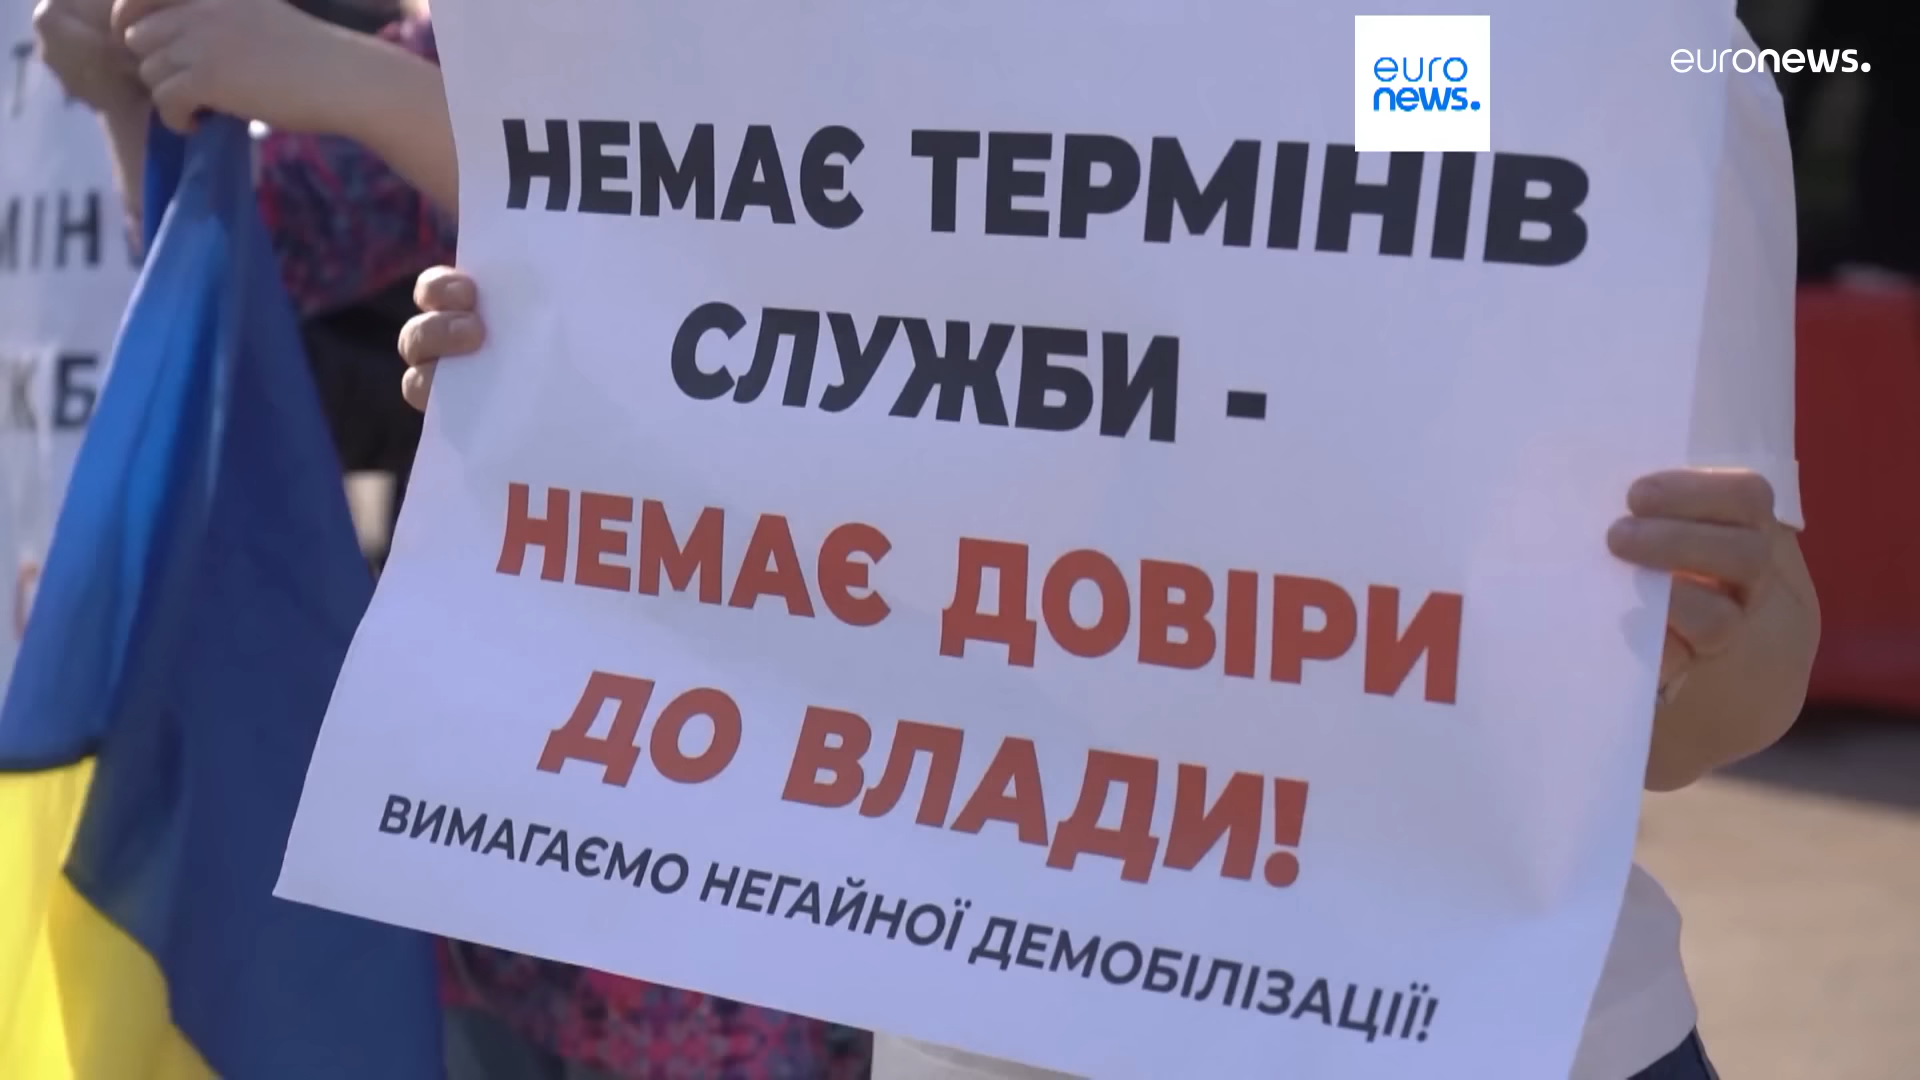 euro
news.
euronews.
НЕМАЄ ТЕРМІНІВ
СЛУЖБИ -
НЕМАЄ ДОВІРИ
ДО ВЛАДИ!
ВИМАГАЄМО НЕГАЙНОЇ ДЕМОБІЛІЗАЦІЇ!